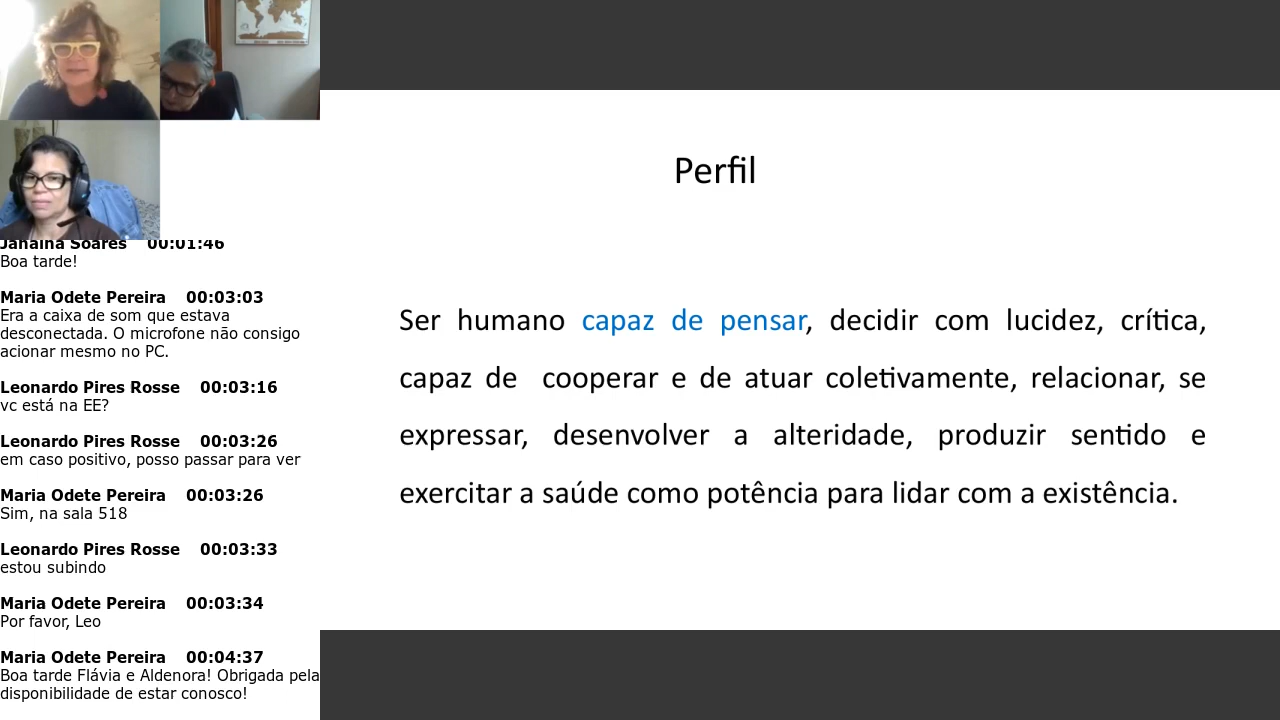 Janaina Soares 00:01:46
Boa tarde!
Maria Odete Pereira 00:03:03
Era a caixa de som que estava
desconectada. O microfone não consigo
acionar mesmo no PC.
Leonardo Pires Rosse 00:03:16
vc está na EE?
Leonardo Pires Rosse 00:03:26
em caso positivo, posso passar para ver
Maria Odete Pereira 00:03:26
Sim, na sala 518
Leonardo Pires Rosse 00:03:33
estou subindo
Maria Odete Pereira 00:03:34
Por favor, Leo
Maria Odete Pereira 00:04:37
Boa tarde Flávia e Aldenora! Obrigada pela
disponibilidade de estar conosco!
Perfil
Ser humano capaz de pensar, decidir com lucidez, crítica,
capaz de cooperar e de atuar coletivamente, relacionar, se
expressar, desenvolver a alteridade, produzir sentido e
exercitar a saúde como potência para lidar com a existência.